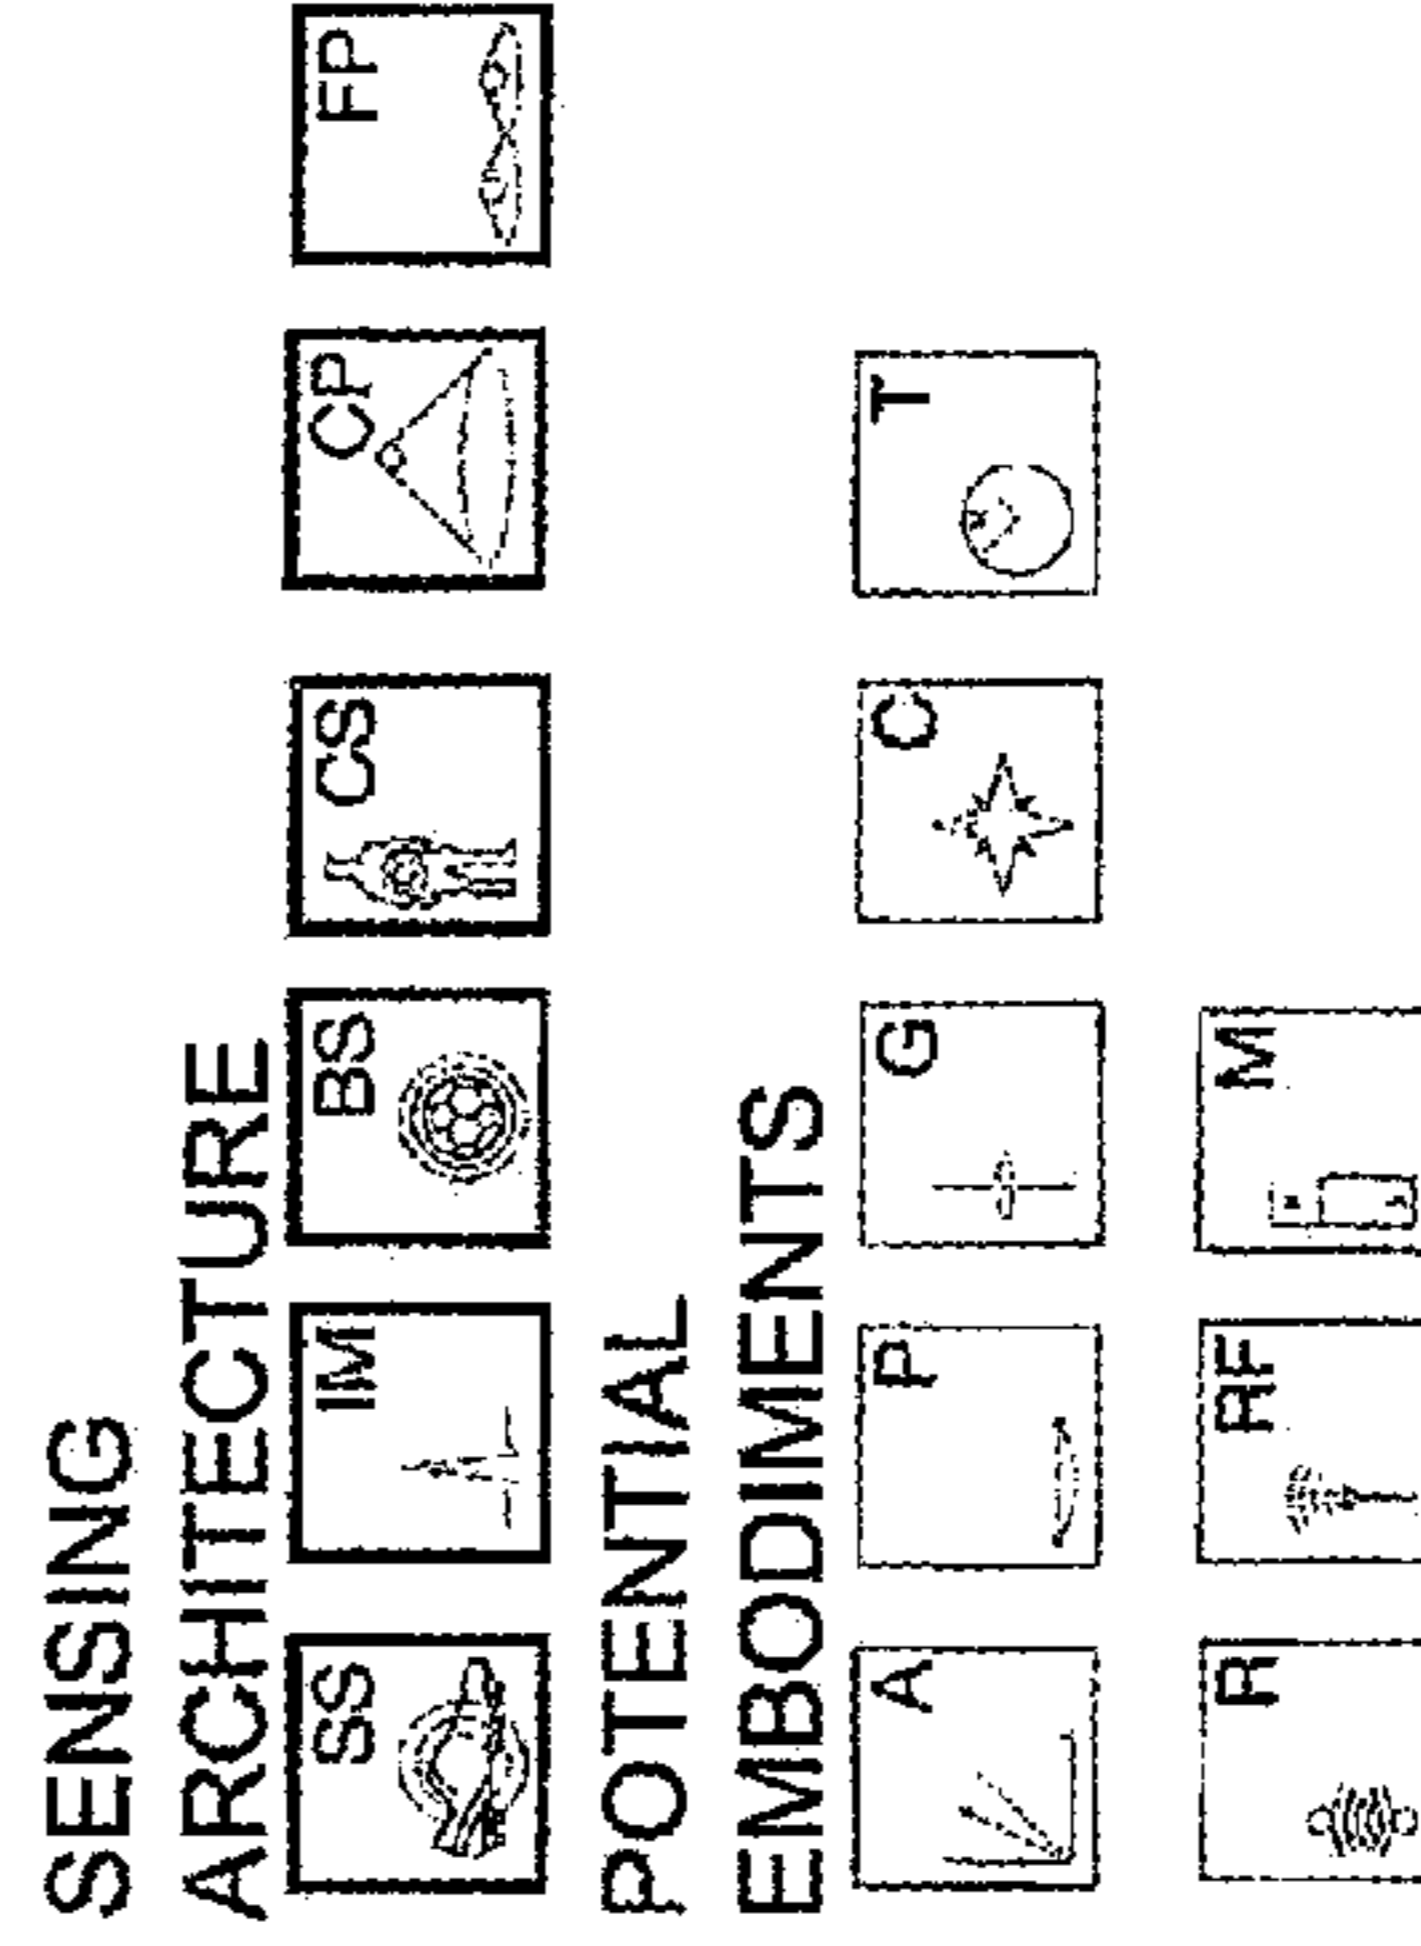 SENSING
ARCHITECTURE
SS IM BS CS CP FP
POTENTIAL
EMBODIMENTS
A P G C T
R RF M